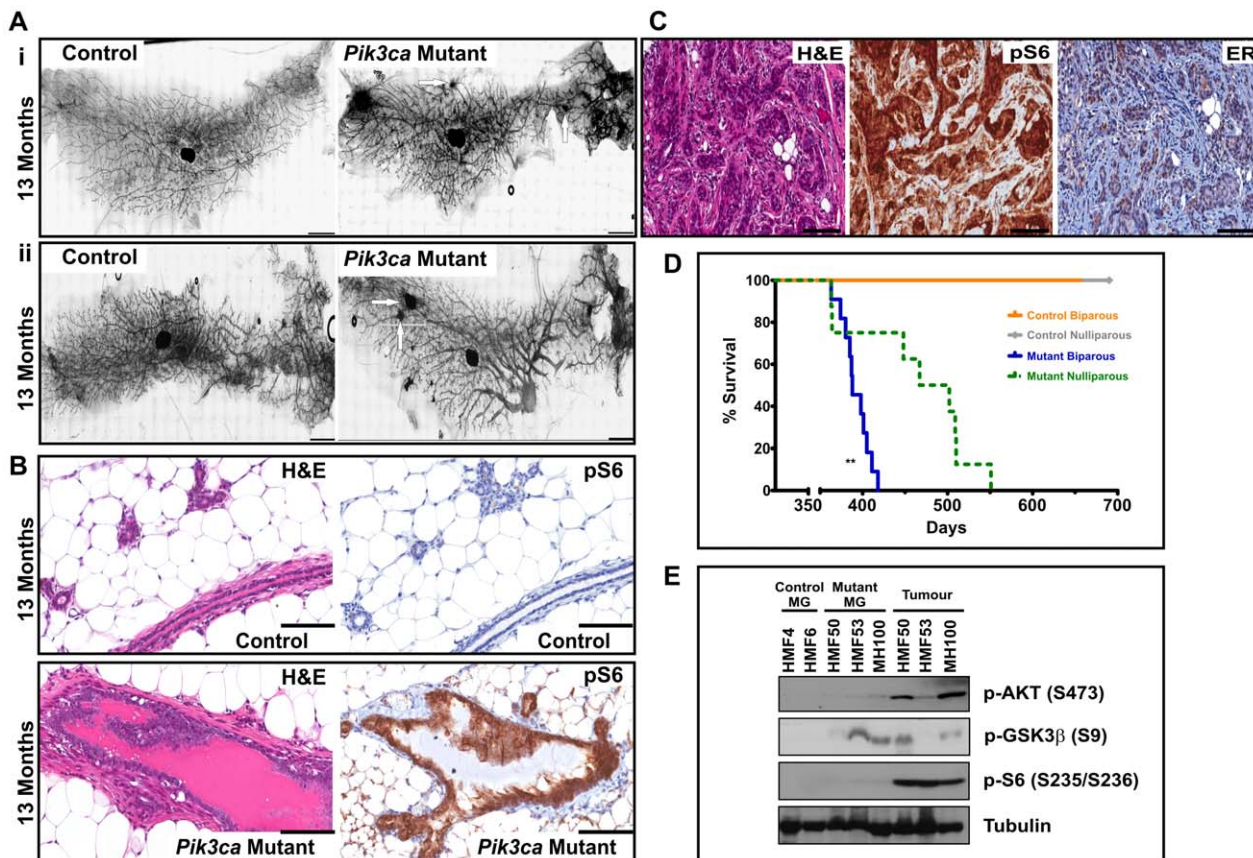 A
i
13 Months
Control
Pik3ca Mutant
ii
13 Months
Control
Pik3ca Mutant
B
13 Months
H&E
Control
pS6
Control
13 Months
H&E
Pik3ca Mutant
pS6
Pik3ca Mutant
C
H&E
pS6
ER
D
% Survival
100
80
60
40
20
0
350
400
500
600
700
Days
**
Control Biparous
Control Nulliparous
Mutant Biparous
Mutant Nulliparous
E
Control MG
Mutant MG
Tumour
HMF4
HMF6
HMF50
HMF53
MH100
HMF50
HMF53
MH100
p-AKT (S473)
p-GSK3β (S9)
p-S6 (S235/S236)
Tubulin